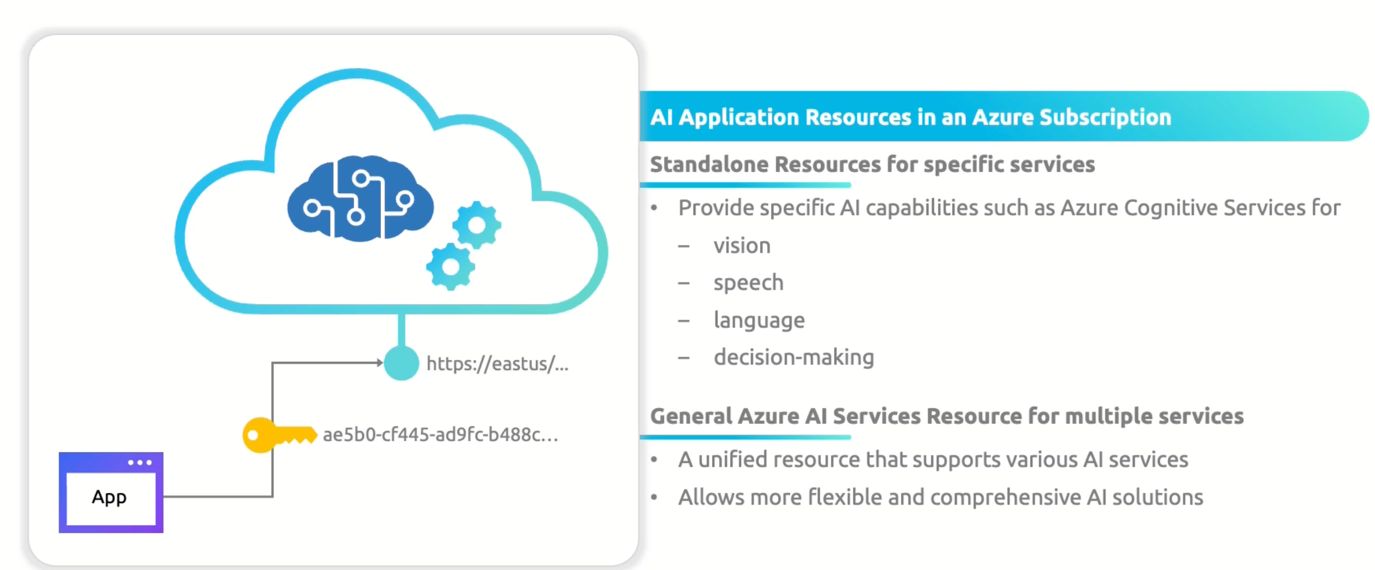 AI Application Resources in an Azure Subscription
Standalone Resources for specific services
• Provide specific AI capabilities such as Azure Cognitive Services for
– vision
– speech
– language
– decision-making
General Azure AI Services Resource for multiple services
• A unified resource that supports various AI services
• Allows more flexible and comprehensive AI solutions
https://eastus/...
ae5b0-cf445-ad9fc-b488c...
App